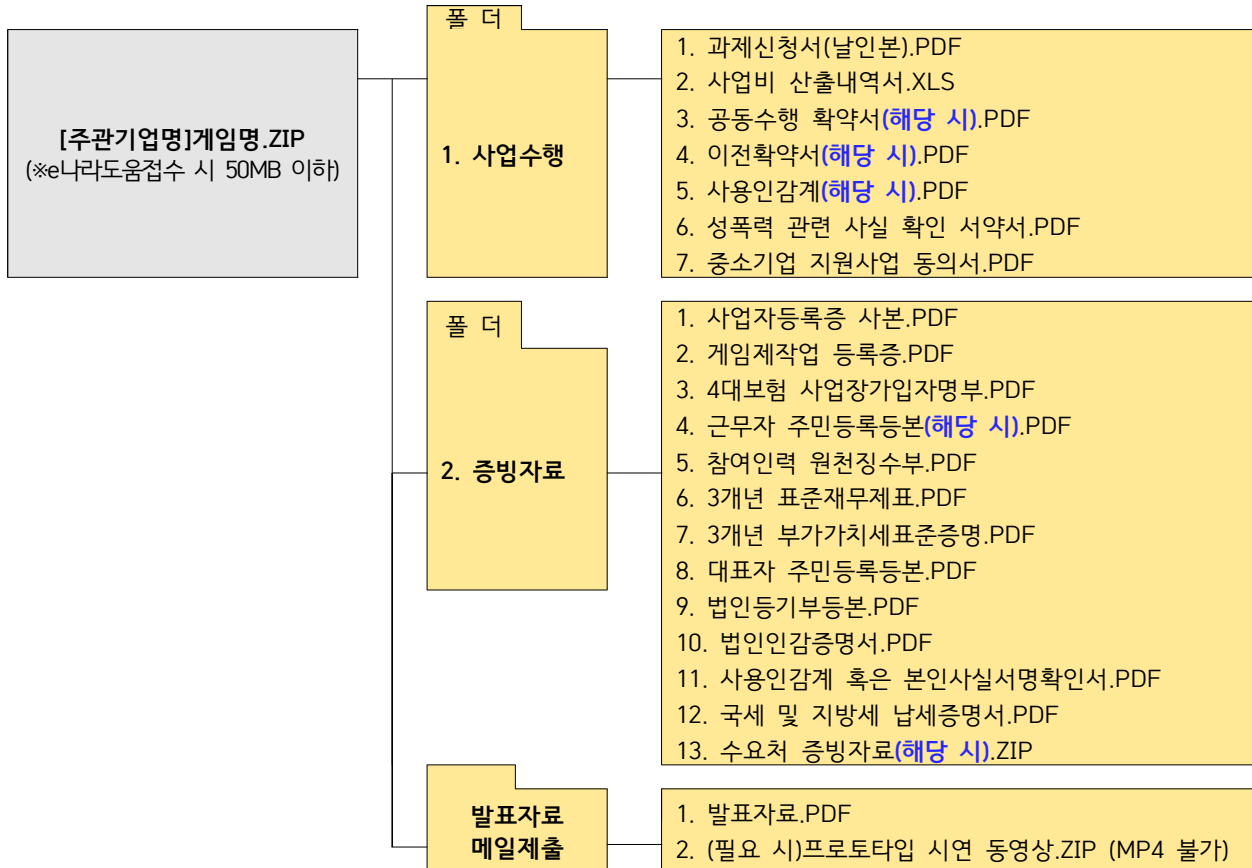 [주관기업명]게임명.ZIP
(※e나라도움접수 시 50MB 이하)
폴 더
1. 사업수행
1. 과제신청서(날인본).PDF
2. 사업비 산출내역서.XLS
3. 공동수행 확약서(해당 시).PDF
4. 이전확약서(해당 시).PDF
5. 사용인감계(해당 시).PDF
6. 성폭력 관련 사실 확인 서약서.PDF
7. 중소기업 지원사업 동의서.PDF
폴 더
2. 증빙자료
1. 사업자등록증 사본.PDF
2. 게임제작업 등록증.PDF
3. 4대보험 사업장가입자명부.PDF
4. 근무자 주민등록등본(해당 시).PDF
5. 참여인력 원천징수부.PDF
6. 3개년 표준재무제표.PDF
7. 3개년 부가가치세표준증명.PDF
8. 대표자 주민등록등본.PDF
9. 법인등기부등본.PDF
10. 법인인감증명서.PDF
11. 사용인감계 혹은 본인사실서명확인서.PDF
12. 국세 및 지방세 납세증명서.PDF
13. 수요처 증빙자료(해당 시).ZIP
발표자료
메일제출
1. 발표자료.PDF
2. (필요 시)프로토타입 시연 동영상.ZIP (MP4 불가)